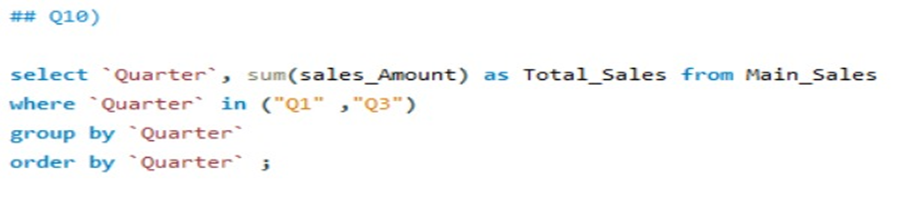 ## Q10)
select `Quarter`, sum(sales_Amount) as Total_Sales from Main_Sales
where `Quarter` in ("Q1" ,"Q3")
group by `Quarter`
order by `Quarter` ;